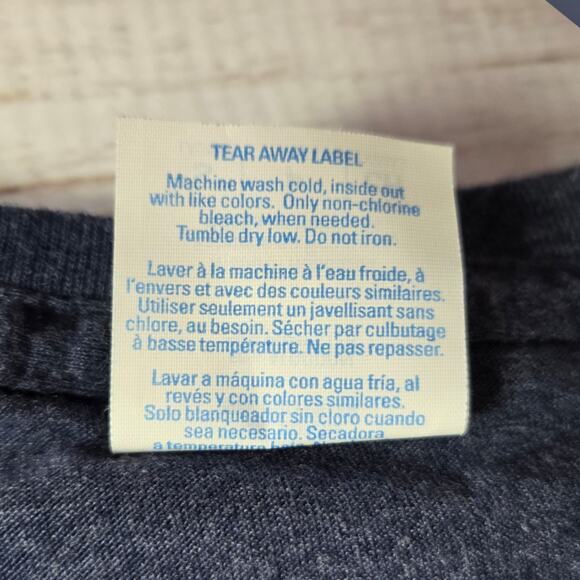 TEAR AWAY LABEL
Machine wash cold, inside out
with like colors. Only non-chlorine
bleach, when needed.
Tumble dry low. Do not iron.
Laver à la machine à l'eau froide, à
l'envers et avec des couleurs similaires.
Utiliser seulement un javellisant sans
chlore, au besoin. Sécher par culbutage
à basse température. Ne pas repasser.
Lavar a máquina con agua fría, al
revés y con colores similares.
Solo blanqueador sin cloro cuando
sea necesario. Secadora
a temperatura